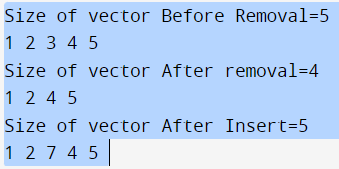 Size of vector Before Removal=5
1 2 3 4 5
Size of vector After removal=4
1 2 4 5
Size of vector After Insert=5
1 2 7 4 5